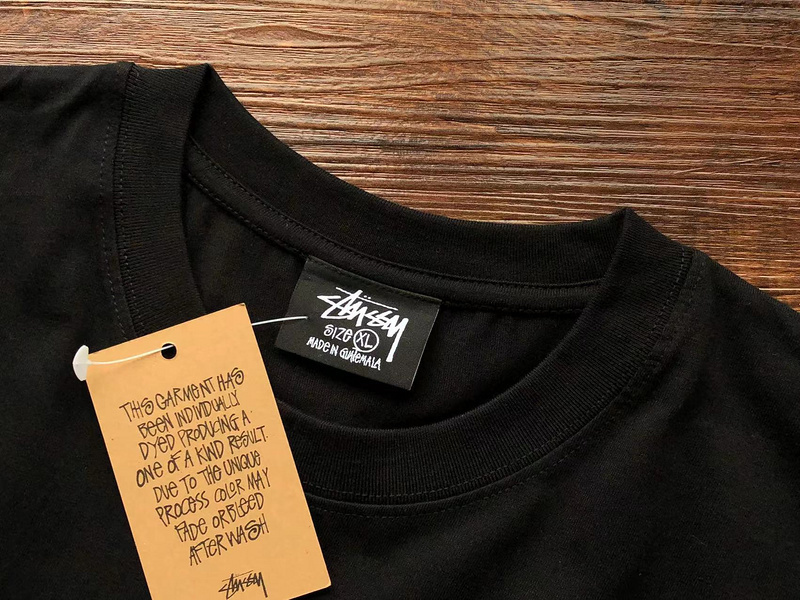 Stüssy
SIZE XL
MADE IN GUATEMALA
THIS GARMENT HAS
BEEN INDIVIDUALLY
DYED PRODUCING A
ONE OF A KIND RESULT.
DUE TO THE UNIQUE
PROCESS COLOR MAY
FADE OR BLEED
AFTER WASH
Stüssy